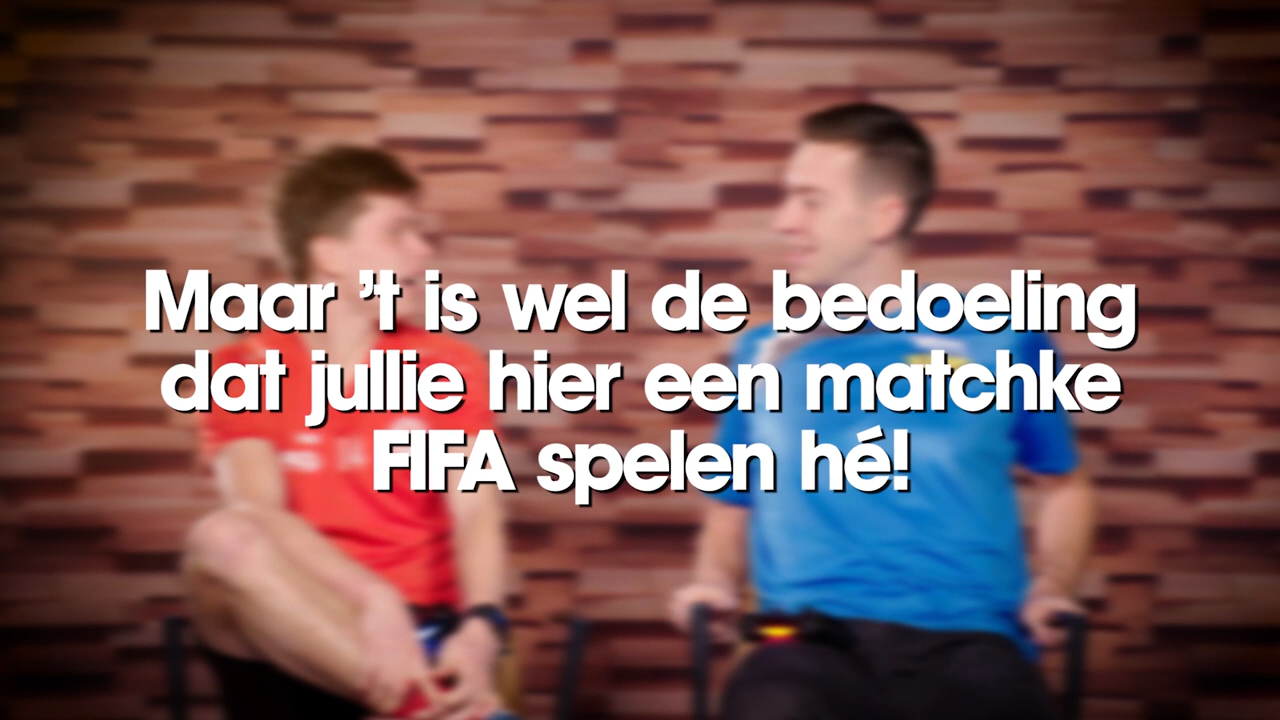 Maar 't is wel de bedoeling
dat jullie hier een matchke
FIFA spelen hé!